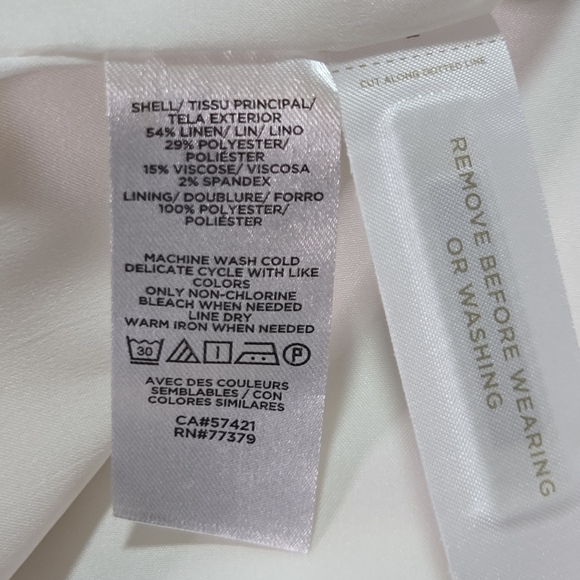 SHELL/ TISSU PRINCIPAL/
TELA EXTERIOR
54% LINEN/ LIN/ LINO
29% POLYESTER/
POLIÉSTER
15% VISCOSE/ VISCOSA
2% SPANDEX
LINING/ DOUBLURE/ FORRO
100% POLYESTER/
POLIÉSTER
MACHINE WASH COLD
DELICATE CYCLE WITH LIKE
COLORS
ONLY NON-CHLORINE
BLEACH WHEN NEEDED
LINE DRY
WARM IRON WHEN NEEDED
30 P
AVEC DES COULEURS
SEMBLABLES / CON
COLORES SIMILARES
CA#57421
RN#77379
CUT ALONG DOTTED LINE
REMOVE BEFORE WEARING
OR WASHING